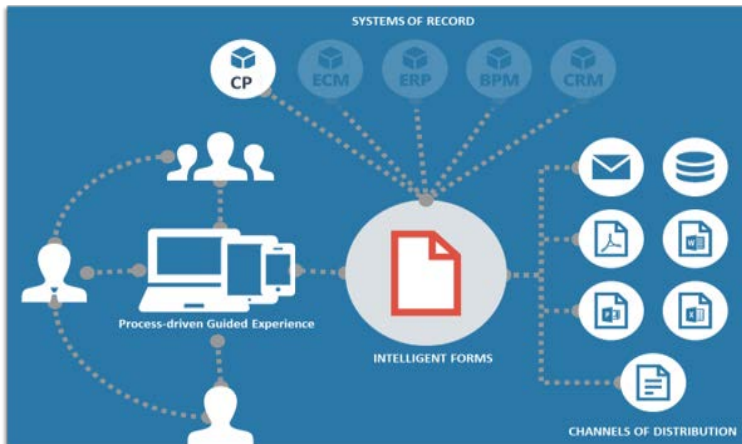 SYSTEMS OF RECORD
CP
ECM
ERP
BPM
CRM
Process-driven Guided Experience
INTELLIGENT FORMS
W
P
X
CHANNELS OF DISTRIBUTION